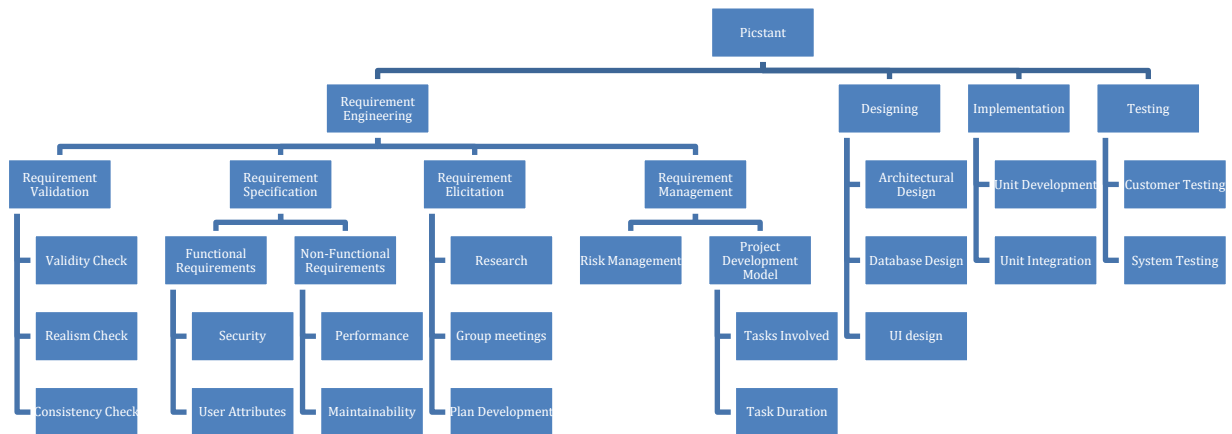 Picstant
Requirement
Engineering
Designing
Implementation
Testing
Requirement
Validation
Requirement
Specification
Requirement
Elicitation
Requirement
Management
Architectural
Design
Unit Development
Customer Testing
Validity Check
Functional
Requirements
Non-Functional
Requirements
Research
Risk Management
Project
Development
Model
Database Design
Unit Integration
System Testing
Realism Check
Security
Performance
Group meetings
Tasks Involved
UI design
Consistency Check
User Attributes
Maintainability
Plan Development
Task Duration